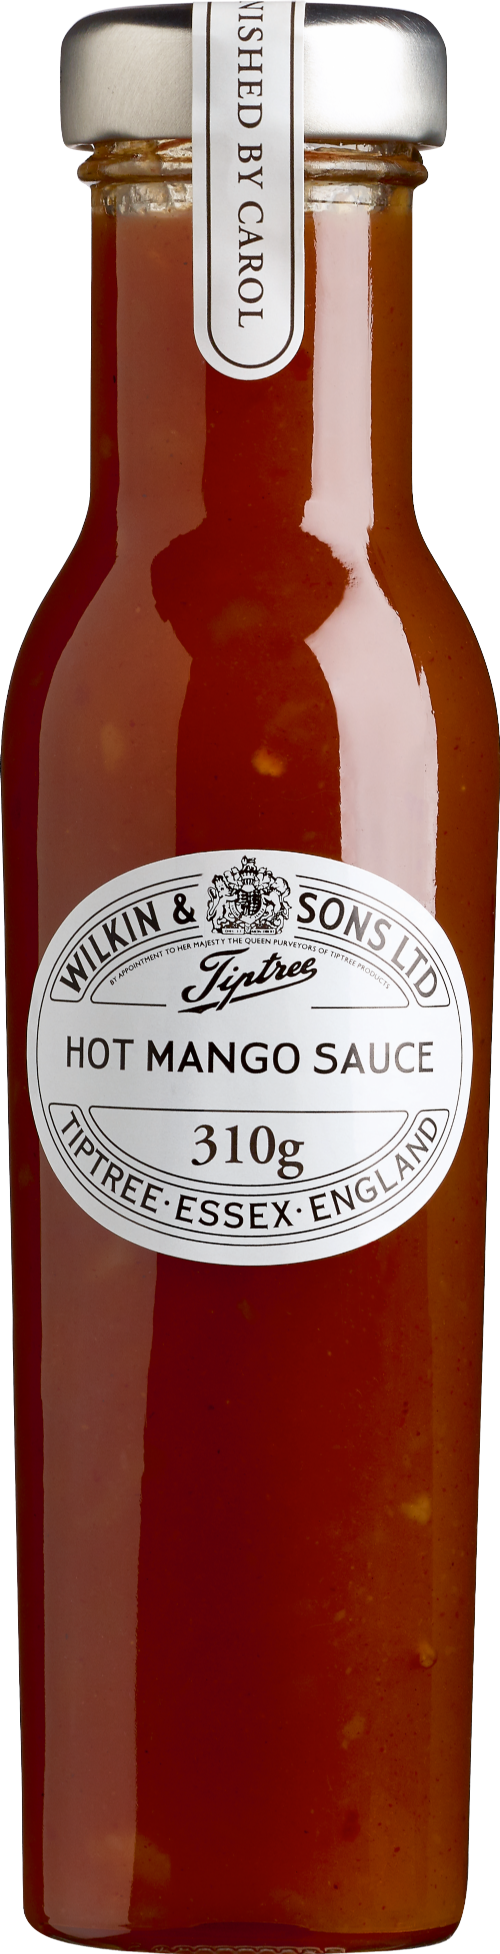 NISHED BY CAROL
WILKIN & SONS LTD
BY APPOINTMENT TO HER MAJESTY THE QUEEN PURVEYORS OF TIPTREE PRODUCTS
Tiptree
HOT MANGO SAUCE
310g
TIPTREE·ESSEX·ENGLAND